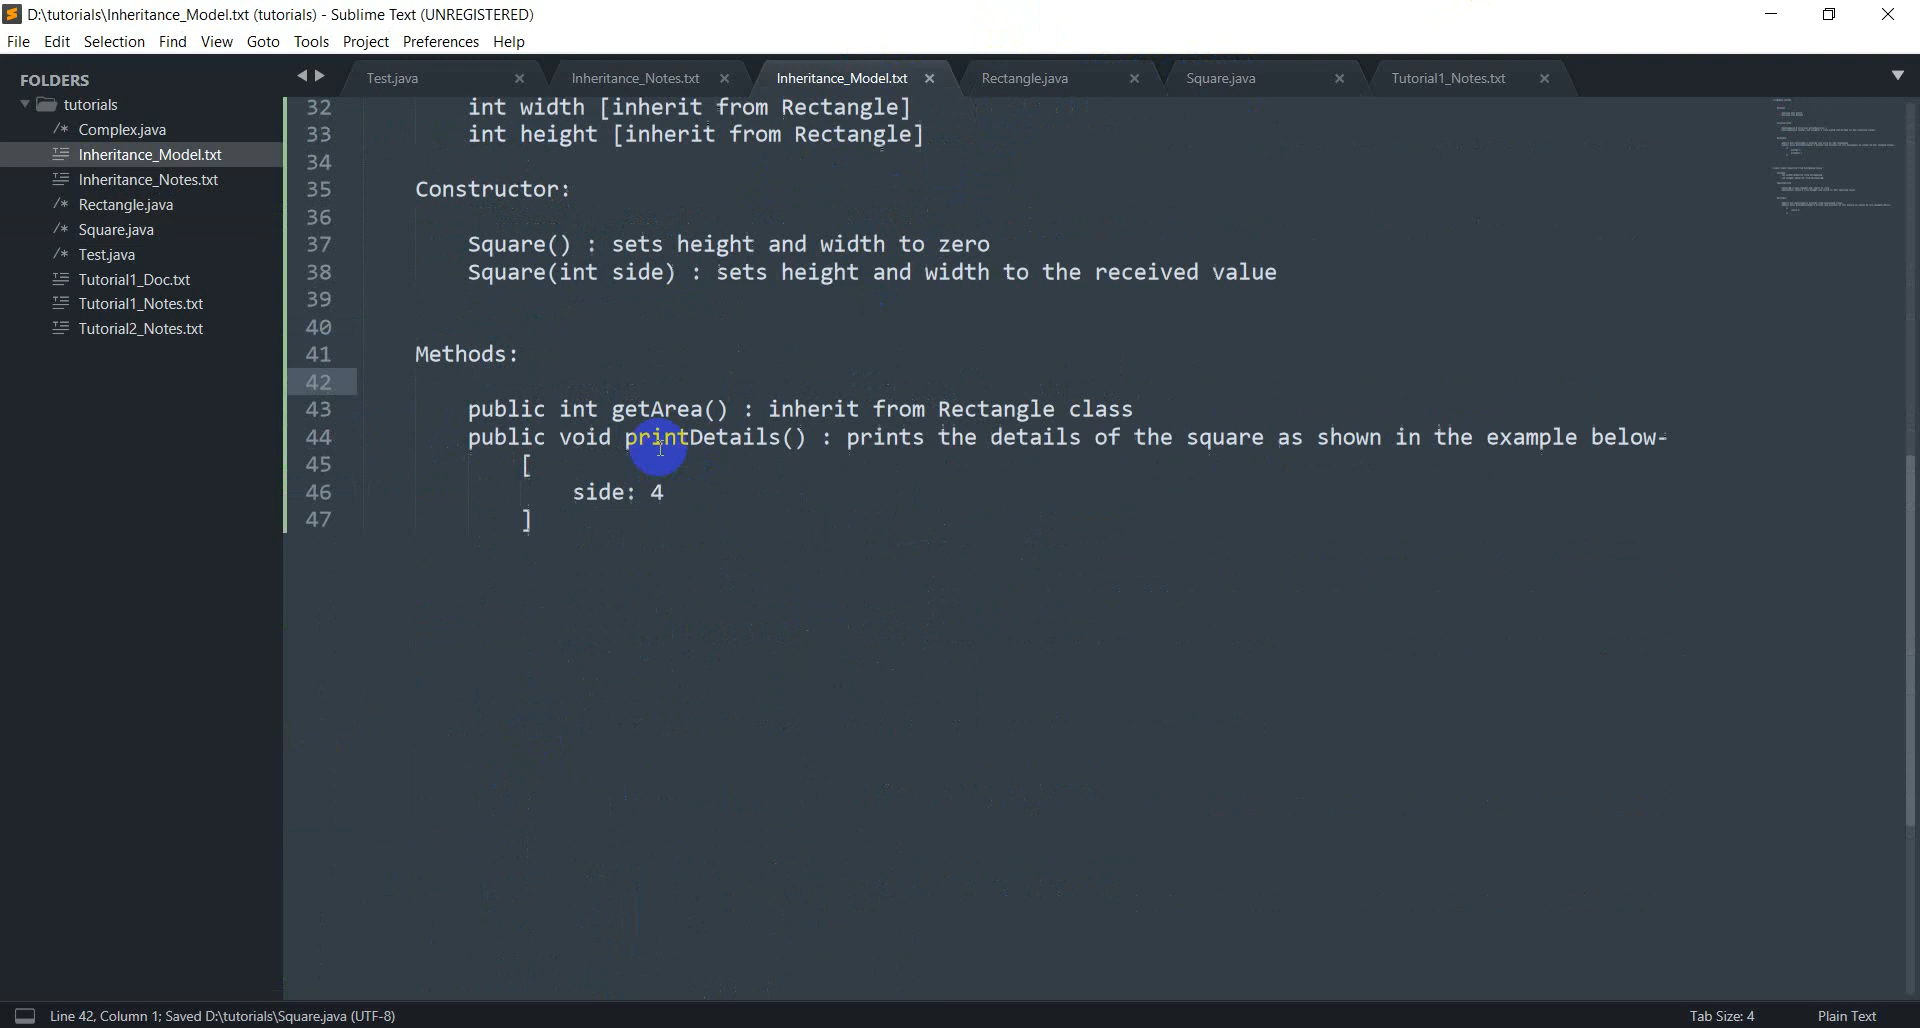 D:\tutorials\Inheritance_Model.txt (tutorials) - Sublime Text (UNREGISTERED)
File Edit Selection Find View Goto Tools Project Preferences Help
FOLDERS
tutorials
/* Complex.java
Inheritance_Model.txt
Inheritance_Notes.txt
/* Rectangle.java
/* Square.java
/* Test.java
Tutorial1_Doc.txt
Tutorial1_Notes.txt
Tutorial2_Notes.txt
Test.java Inheritance_Notes.txt Inheritance_Model.txt Rectangle.java Square.java Tutorial1_Notes.txt
32 int width [inherit from Rectangle]
33 int height [inherit from Rectangle]
34
35 Constructor:
36
37 Square() : sets height and width to zero
38 Square(int side) : sets height and width to the received value
39
40
41 Methods:
42
43 public int getArea() : inherit from Rectangle class
44 public void printDetails() : prints the details of the square as shown in the example below-
45 [
46 side: 4
47 ]
Line 42, Column 1; Saved D:\tutorials\Square.java (UTF-8) Tab Size: 4 Plain Text